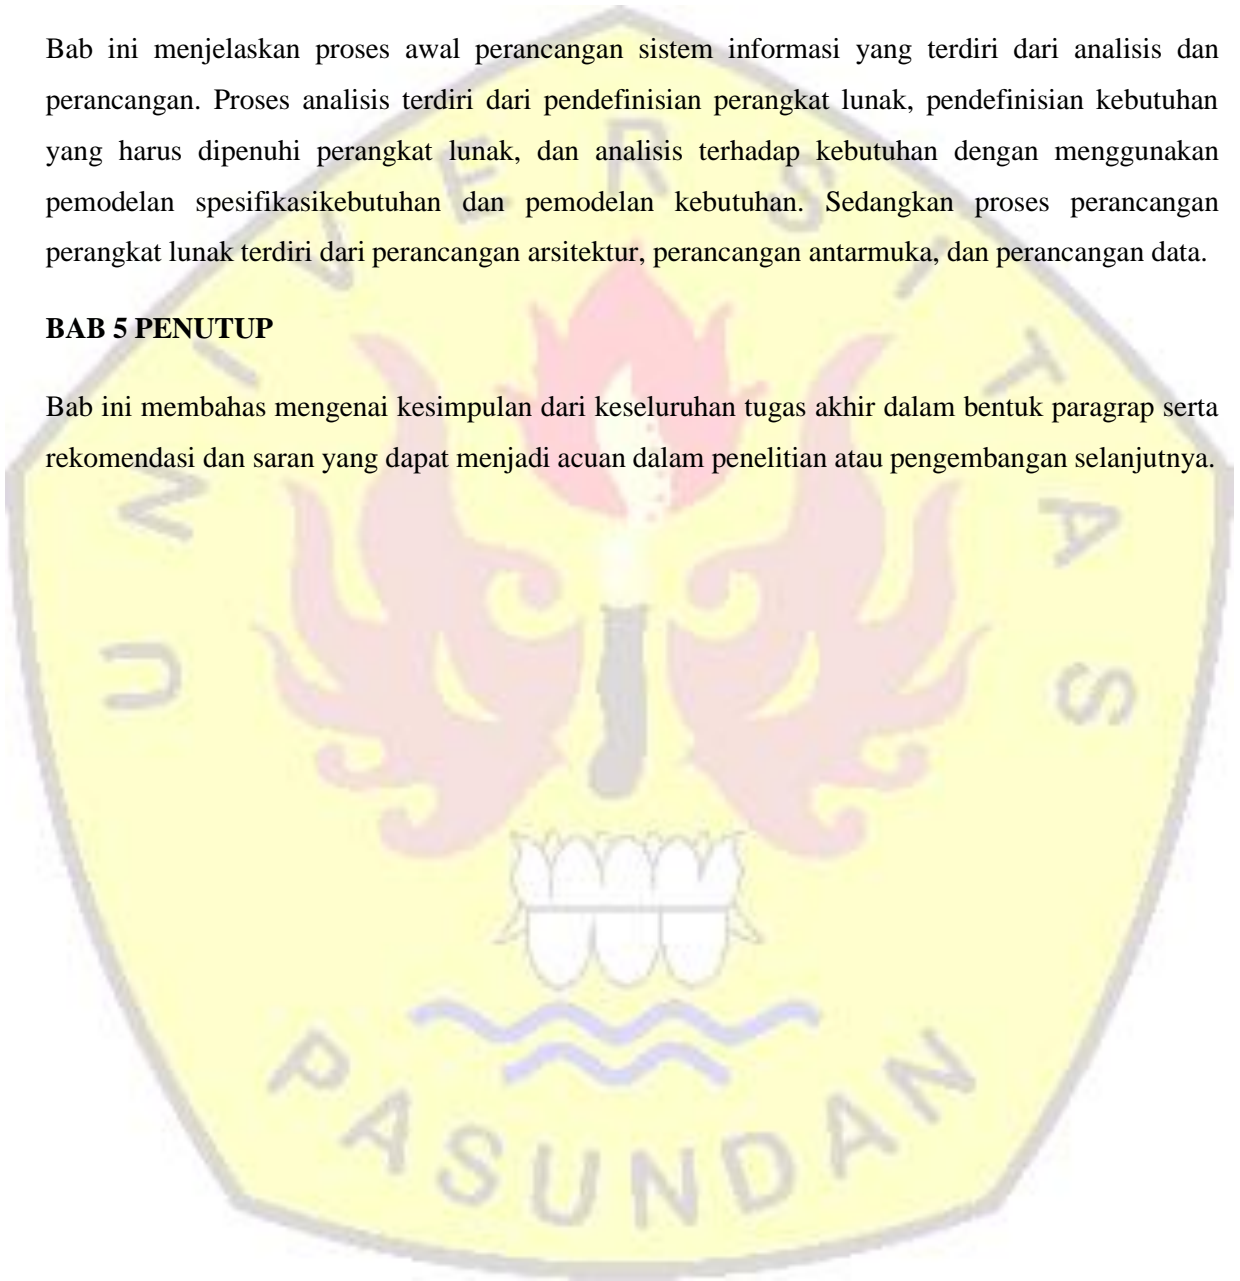 Bab ini menjelaskan proses awal perancangan sistem informasi yang terdiri dari analisis dan
perancangan. Proses analisis terdiri dari pendefinisian perangkat lunak, pendefinisian kebutuhan
yang harus dipenuhi perangkat lunak, dan analisis terhadap kebutuhan dengan menggunakan
pemodelan spesifikasikebutuhan dan pemodelan kebutuhan. Sedangkan proses perancangan
perangkat lunak terdiri dari perancangan arsitektur, perancangan antarmuka, dan perancangan data.
BAB 5 PENUTUP
Bab ini membahas mengenai kesimpulan dari keseluruhan tugas akhir dalam bentuk paragrap serta
rekomendasi dan saran yang dapat menjadi acuan dalam penelitian atau pengembangan selanjutnya.
UNIVERSITAS
PASUNDAN